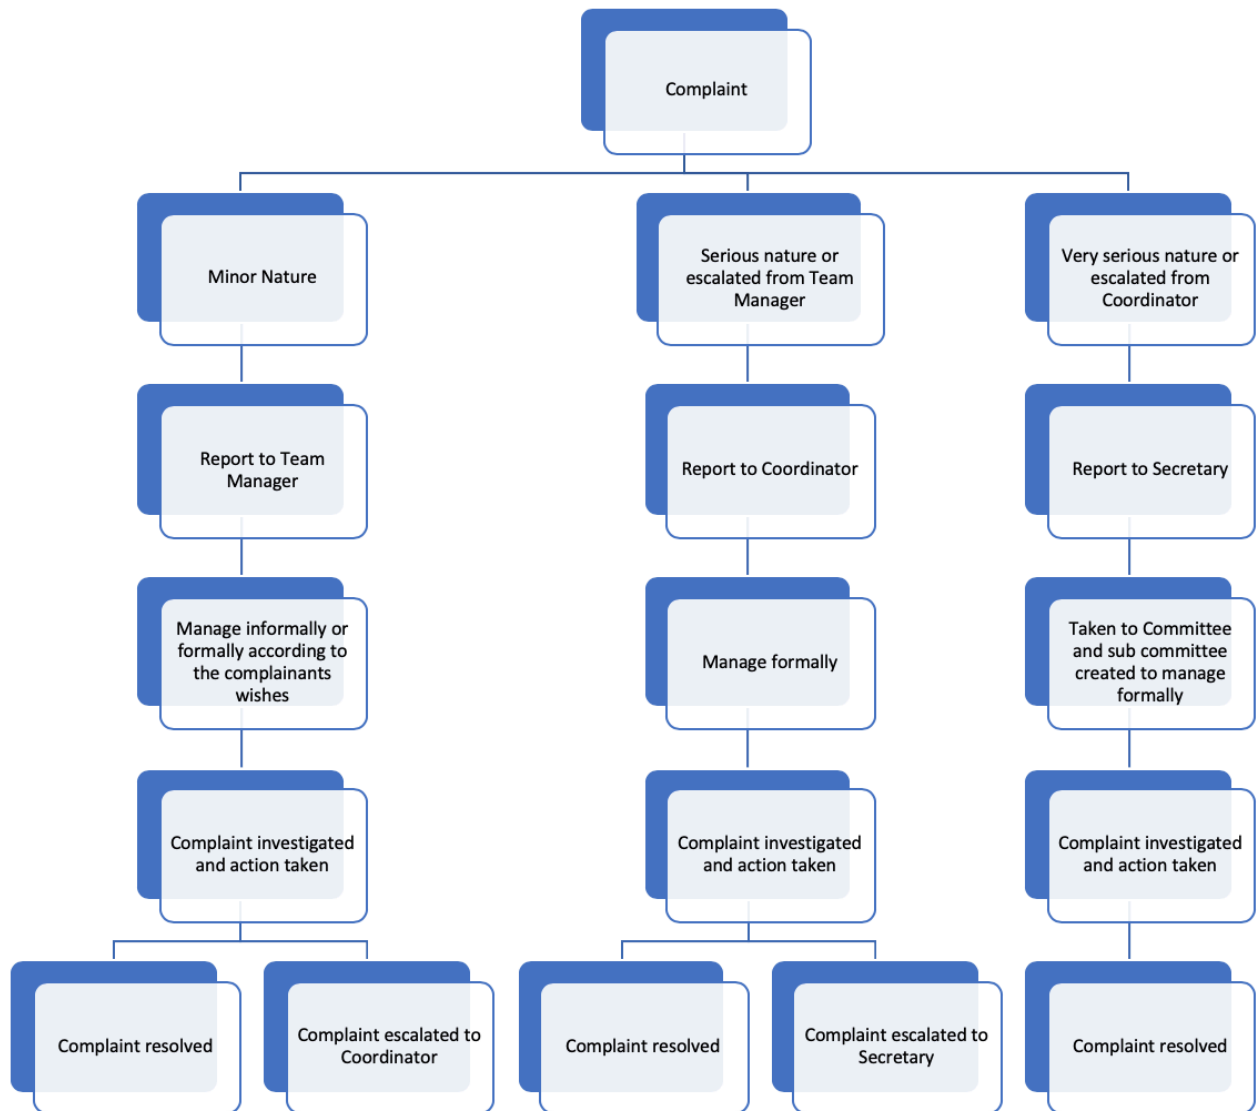 Complaint
Minor Nature
Serious nature or
escalated from Team
Manager
Very serious nature or
escalated from
Coordinator
Report to Team
Manager
Report to Coordinator
Report to Secretary
Manage informally or
formally according to
the complainants
wishes
Manage formally
Taken to Committee
and sub committee
created to manage
formally
Complaint investigated
and action taken
Complaint investigated
and action taken
Complaint investigated
and action taken
Complaint resolved
Complaint escalated to
Coordinator
Complaint resolved
Complaint escalated to
Secretary
Complaint resolved